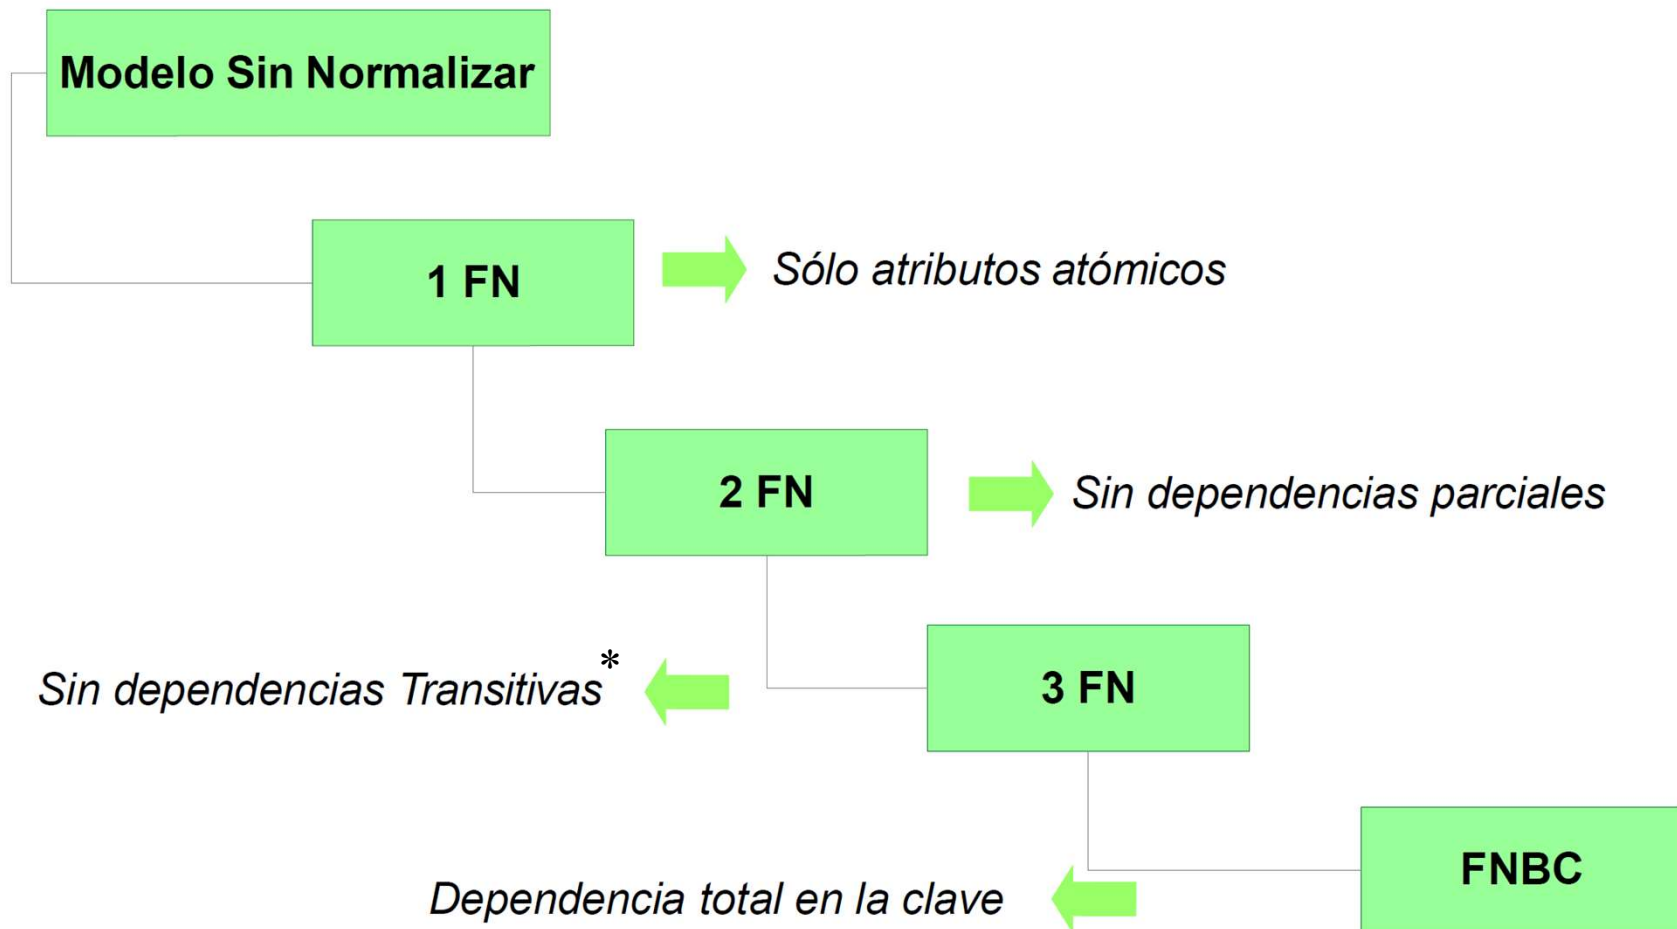 Modelo Sin Normalizar
1 FN
Sólo atributos atómicos
2 FN
Sin dependencias parciales
Sin dependencias Transitivas*
3 FN
FNBC
Dependencia total en la clave